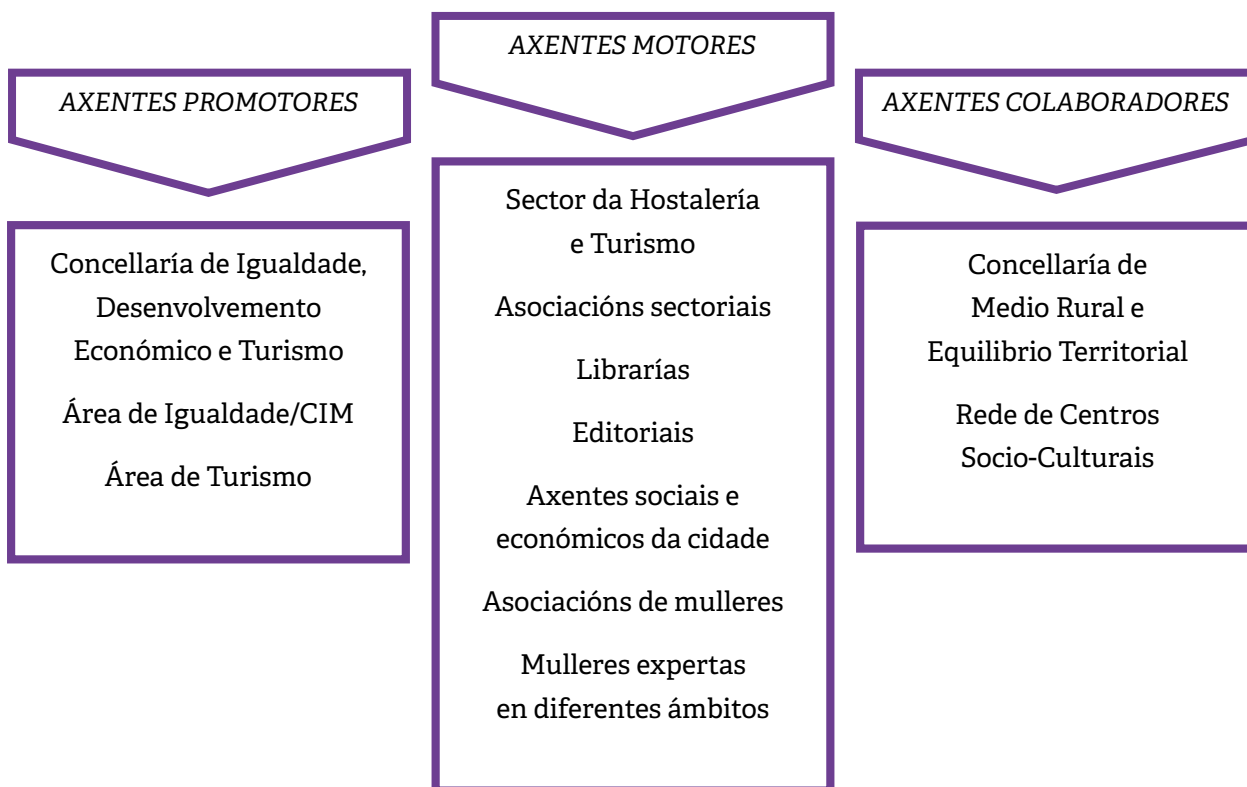 AXENTES PROMOTORES
Concellaría de Igualdade,
Desenvolvemento
Económico e Turismo
Área de Igualdade/CIM
Área de Turismo
AXENTES MOTORES
Sector da Hostalería
e Turismo
Asociacións sectoriais
Librarías
Editoriais
Axentes sociais e
económicos da cidade
Asociacións de mulleres
Mulleres expertas
en diferentes ámbitos
AXENTES COLABORADORES
Concellaría de
Medio Rural e
Equilibrio Territorial
Rede de Centros
Socio-Culturais